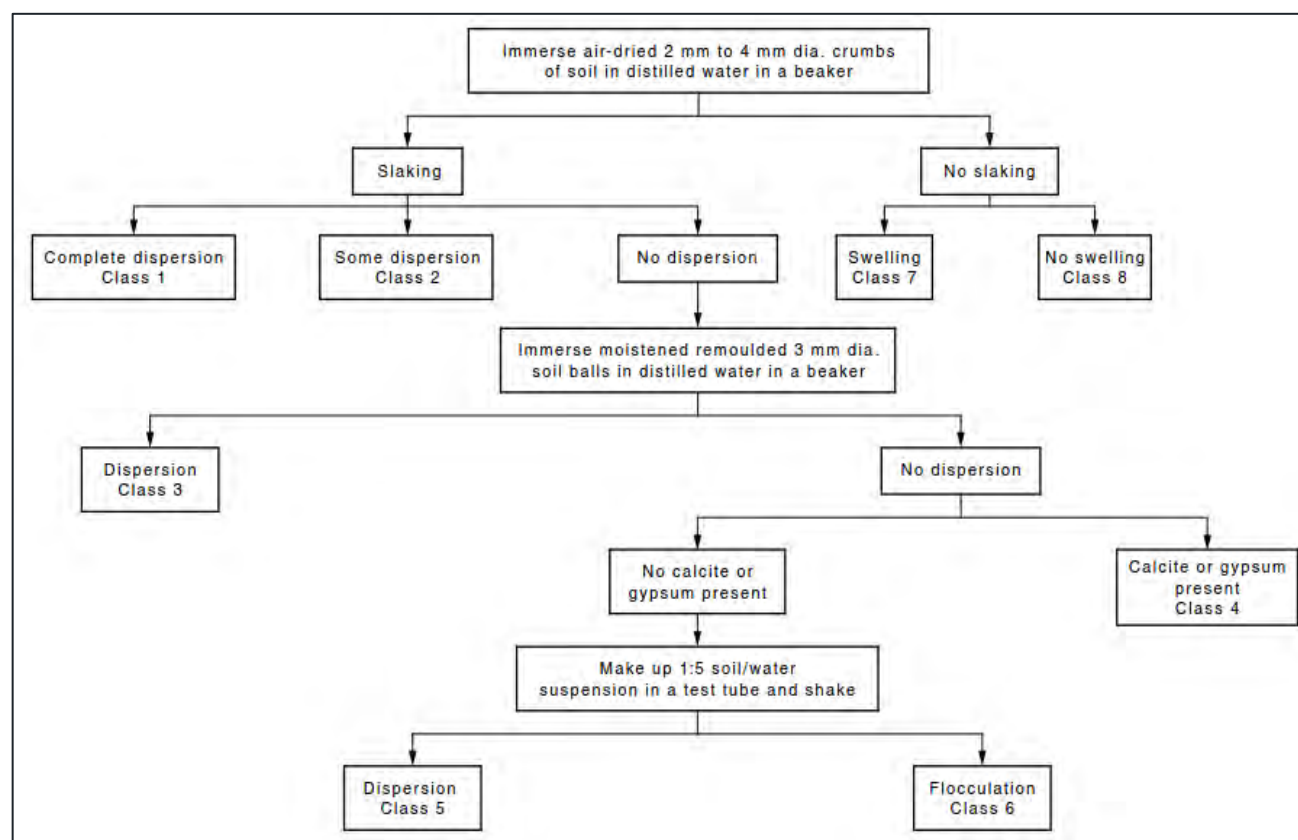 Immerse air-dried 2 mm to 4 mm dia. crumbs
of soil in distilled water in a beaker
Slaking
No slaking
Complete dispersion
Class 1
Some dispersion
Class 2
No dispersion
Swelling
Class 7
No swelling
Class 8
Immerse moistened remoulded 3 mm dia.
soil balls in distilled water in a beaker
Dispersion
Class 3
No dispersion
No calcite or
gypsum present
Calcite or gypsum
present
Class 4
Make up 1:5 soil/water
suspension in a test tube and shake
Dispersion
Class 5
Flocculation
Class 6